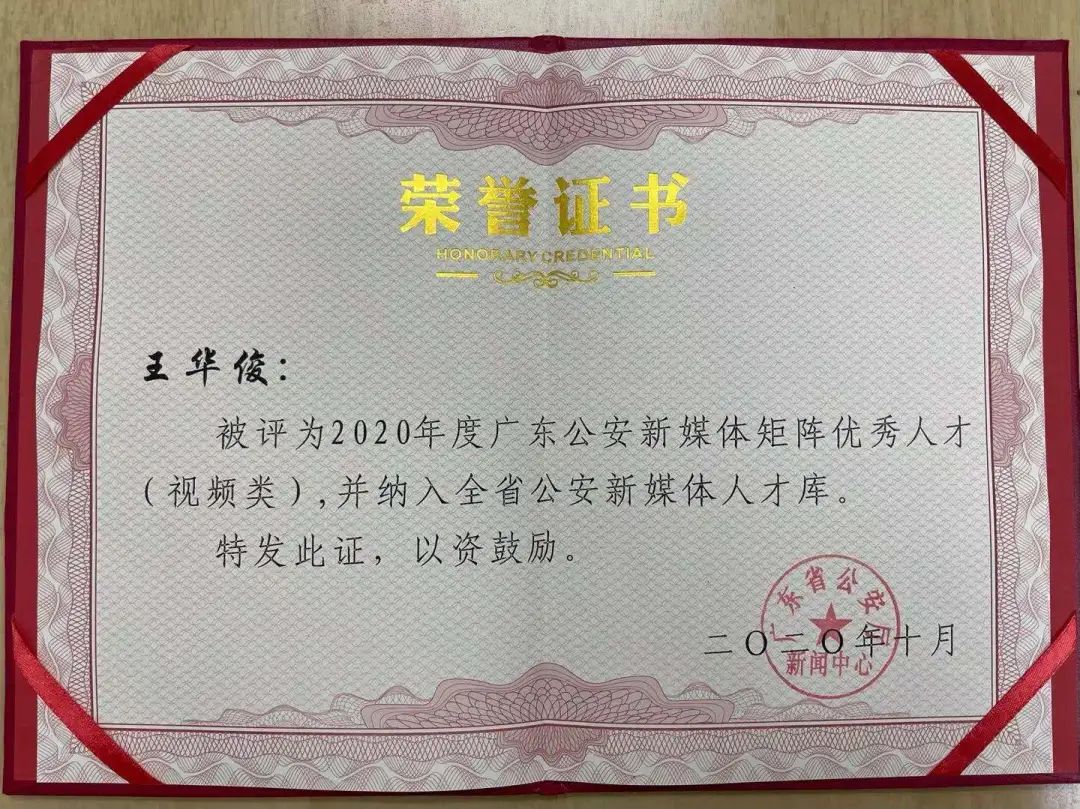 荣誉证书
HONORARY CREDENTIAL
王华俊：
被评为2020年度广东公安新媒体矩阵优秀人才
（视频类），并纳入全省公安新媒体人才库。
特发此证，以资鼓励。
广东省公安厅
新闻中心
二〇二〇年十月